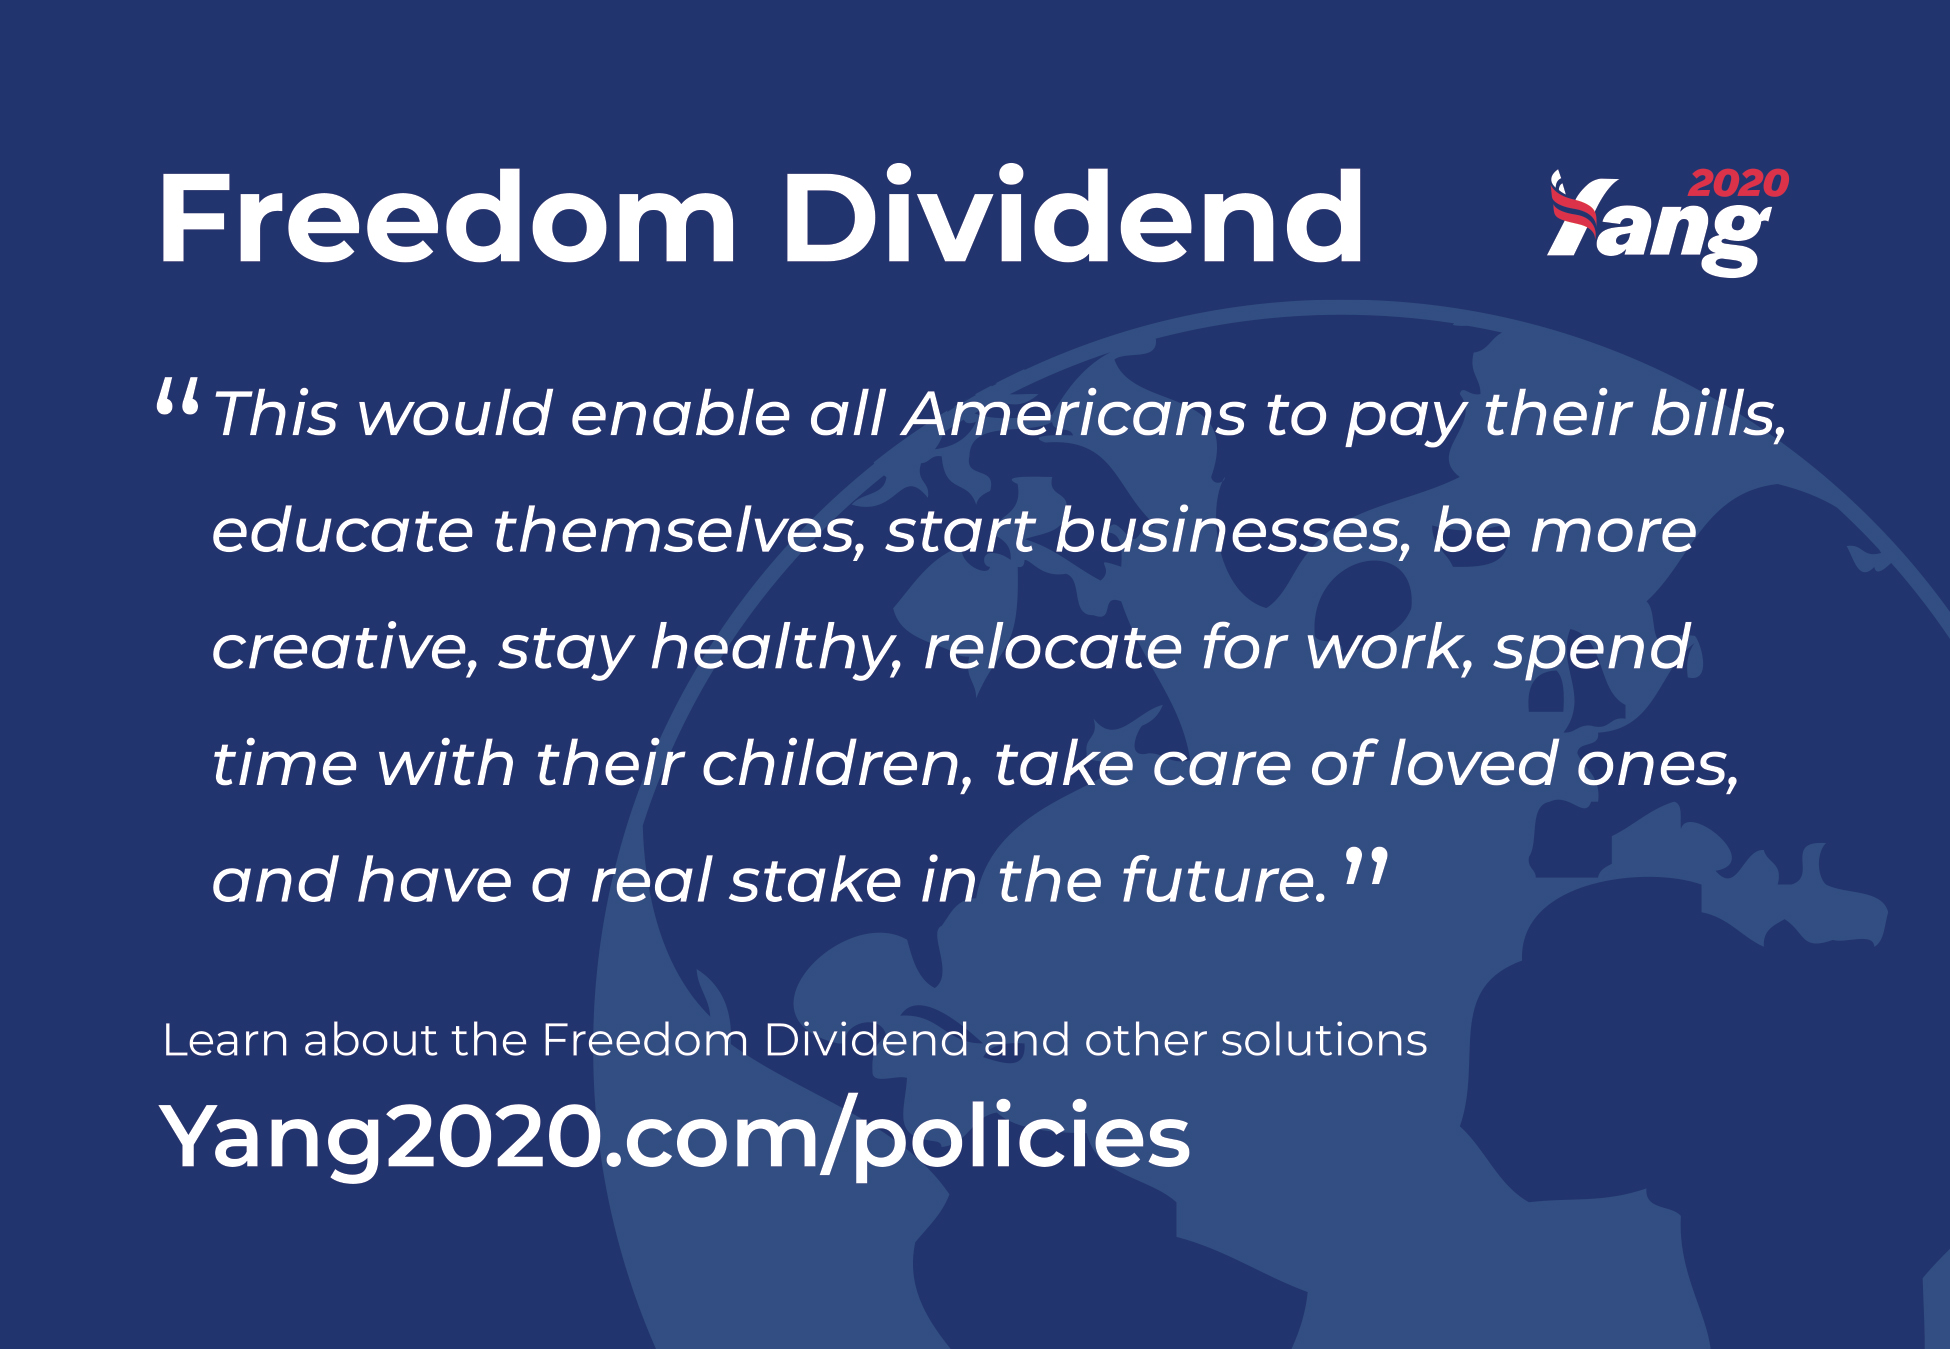 Freedom Dividend
Yang 2020
“This would enable all Americans to pay their bills,
educate themselves, start businesses, be more
creative, stay healthy, relocate for work, spend
time with their children, take care of loved ones,
and have a real stake in the future.”
Learn about the Freedom Dividend and other solutions
Yang2020.com/policies